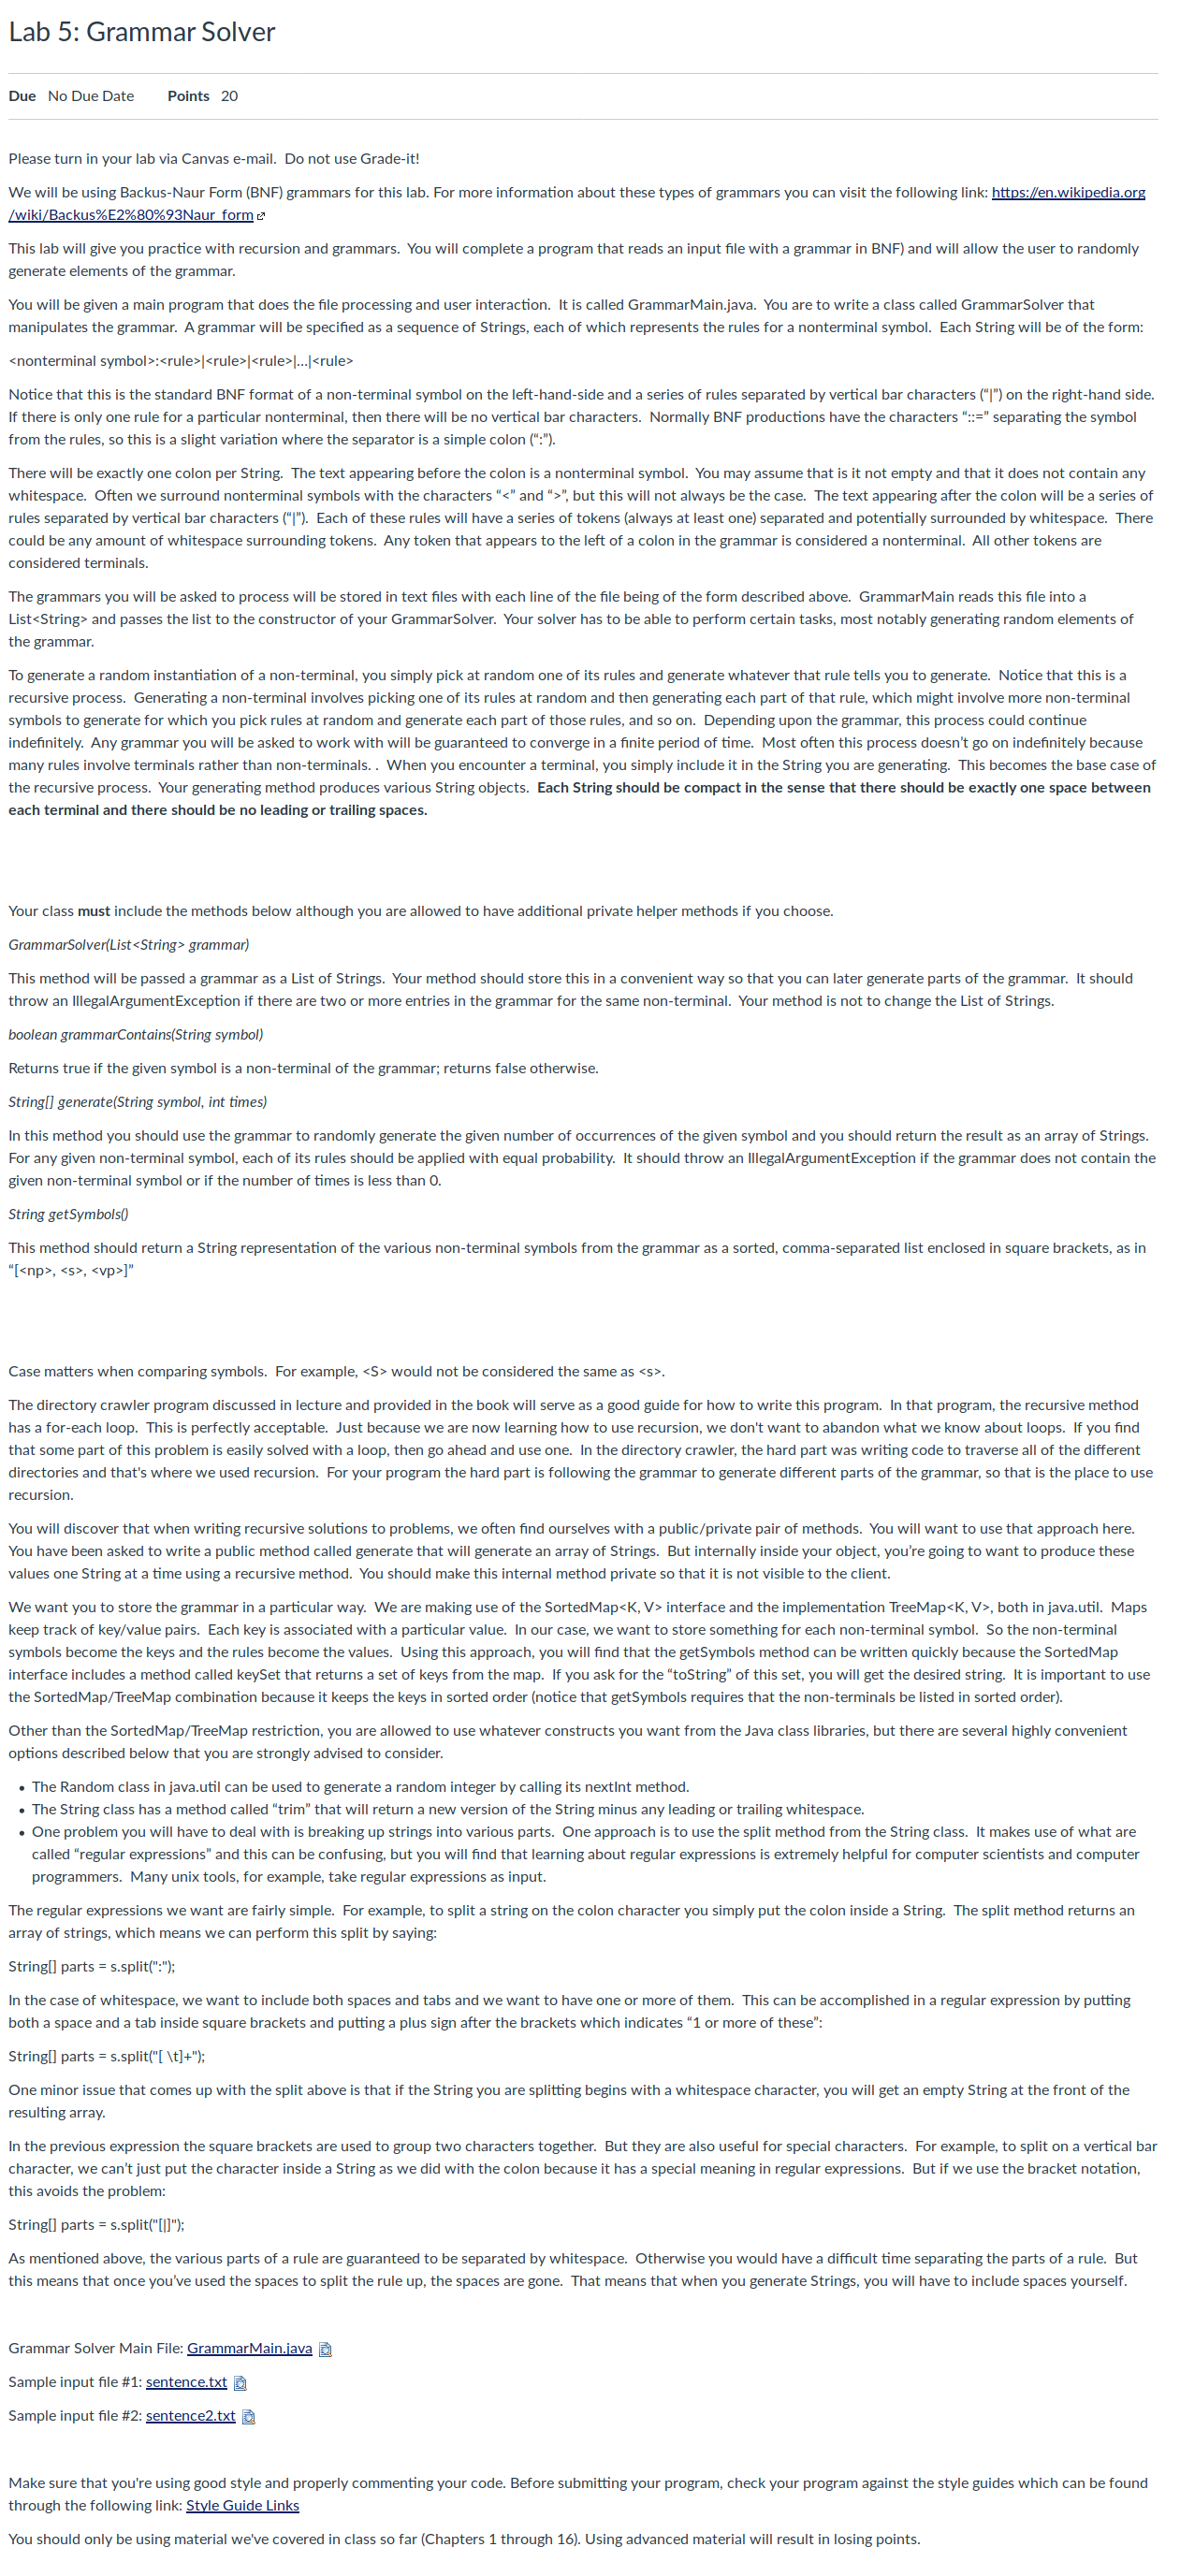 Lab 5: Grammar Solver
Due No Due Date Points 20
Please turn in your lab via Canvas e-mail. Do not use Grade-it!
We will be using Backus-Naur Form (BNF) grammars for this lab. For more information about these types of grammars you can visit the following link: https://en.wikipedia.org
/wiki/Backus%E2%80%93Naur_form
This lab will give you practice with recursion and grammars. You will complete a program that reads an input file with a grammar in BNF) and will allow the user to randomly
generate elements of the grammar.
You will be given a main program that does the file processing and user interaction. It is called GrammarMain.java. You are to write a class called GrammarSolver that
manipulates the grammar. A grammar will be specified as a sequence of Strings, each of which represents the rules for a nonterminal symbol. Each String will be of the form:
<nonterminal symbol>:<rule>|<rule>|<rule>|...|<rule>
Notice that this is the standard BNF format of a non-terminal symbol on the left-hand-side and a series of rules separated by vertical bar characters (“|”) on the right-hand side.
If there is only one rule for a particular nonterminal, then there will be no vertical bar characters. Normally BNF productions have the characters “::=” separating the symbol
from the rules, so this is a slight variation where the separator is a simple colon (“:”).
There will be exactly one colon per String. The text appearing before the colon is a nonterminal symbol. You may assume that is it not empty and that it does not contain any
whitespace. Often we surround nonterminal symbols with the characters “<” and “>”, but this will not always be the case. The text appearing after the colon will be a series of
rules separated by vertical bar characters (“|”). Each of these rules will have a series of tokens (always at least one) separated and potentially surrounded by whitespace. There
could be any amount of whitespace surrounding tokens. Any token that appears to the left of a colon in the grammar is considered a nonterminal. All other tokens are
considered terminals.
The grammars you will be asked to process will be stored in text files with each line of the file being of the form described above. GrammarMain reads this file into a
List<String> and passes the list to the constructor of your GrammarSolver. Your solver has to be able to perform certain tasks, most notably generating random elements of
the grammar.
To generate a random instantiation of a non-terminal, you simply pick at random one of its rules and generate whatever that rule tells you to generate. Notice that this is a
recursive process. Generating a non-terminal involves picking one of its rules at random and then generating each part of that rule, which might involve more non-terminal
symbols to generate for which you pick rules at random and generate each part of those rules, and so on. Depending upon the grammar, this process could continue
indefinitely. Any grammar you will be asked to work with will be guaranteed to converge in a finite period of time. Most often this process doesn’t go on indefinitely because
many rules involve terminals rather than non-terminals. . When you encounter a terminal, you simply include it in the String you are generating. This becomes the base case of
the recursive process. Your generating method produces various String objects. Each String should be compact in the sense that there should be exactly one space between
each terminal and there should be no leading or trailing spaces.
Your class must include the methods below although you are allowed to have additional private helper methods if you choose.
GrammarSolver(List<String> grammar)
This method will be passed a grammar as a List of Strings. Your method should store this in a convenient way so that you can later generate parts of the grammar. It should
throw an IllegalArgumentException if there are two or more entries in the grammar for the same non-terminal. Your method is not to change the List of Strings.
boolean grammarContains(String symbol)
Returns true if the given symbol is a non-terminal of the grammar; returns false otherwise.
String[] generate(String symbol, int times)
In this method you should use the grammar to randomly generate the given number of occurrences of the given symbol and you should return the result as an array of Strings.
For any given non-terminal symbol, each of its rules should be applied with equal probability. It should throw an IllegalArgumentException if the grammar does not contain the
given non-terminal symbol or if the number of times is less than 0.
String getSymbols()
This method should return a String representation of the various non-terminal symbols from the grammar as a sorted, comma-separated list enclosed in square brackets, as in
“[<np>, <s>, <vp>]”
Case matters when comparing symbols. For example, <S> would not be considered the same as <s>.
The directory crawler program discussed in lecture and provided in the book will serve as a good guide for how to write this program. In that program, the recursive method
has a for-each loop. This is perfectly acceptable. Just because we are now learning how to use recursion, we don't want to abandon what we know about loops. If you find
that some part of this problem is easily solved with a loop, then go ahead and use one. In the directory crawler, the hard part was writing code to traverse all of the different
directories and that's where we used recursion. For your program the hard part is following the grammar to generate different parts of the grammar, so that is the place to use
recursion.
You will discover that when writing recursive solutions to problems, we often find ourselves with a public/private pair of methods. You will want to use that approach here.
You have been asked to write a public method called generate that will generate an array of Strings. But internally inside your object, you’re going to want to produce these
values one String at a time using a recursive method. You should make this internal method private so that it is not visible to the client.
We want you to store the grammar in a particular way. We are making use of the SortedMap<K, V> interface and the implementation TreeMap<K, V>, both in java.util. Maps
keep track of key/value pairs. Each key is associated with a particular value. In our case, we want to store something for each non-terminal symbol. So the non-terminal
symbols become the keys and the rules become the values. Using this approach, you will find that the getSymbols method can be written quickly because the SortedMap
interface includes a method called keySet that returns a set of keys from the map. If you ask for the “toString” of this set, you will get the desired string. It is important to use
the SortedMap/TreeMap combination because it keeps the keys in sorted order (notice that getSymbols requires that the non-terminals be listed in sorted order).
Other than the SortedMap/TreeMap restriction, you are allowed to use whatever constructs you want from the Java class libraries, but there are several highly convenient
options described below that you are strongly advised to consider.
• The Random class in java.util can be used to generate a random integer by calling its nextInt method.
• The String class has a method called “trim” that will return a new version of the String minus any leading or trailing whitespace.
• One problem you will have to deal with is breaking up strings into various parts. One approach is to use the split method from the String class. It makes use of what are
called “regular expressions” and this can be confusing, but you will find that learning about regular expressions is extremely helpful for computer scientists and computer
programmers. Many unix tools, for example, take regular expressions as input.
The regular expressions we want are fairly simple. For example, to split a string on the colon character you simply put the colon inside a String. The split method returns an
array of strings, which means we can perform this split by saying:
String[] parts = s.split(":");
In the case of whitespace, we want to include both spaces and tabs and we want to have one or more of them. This can be accomplished in a regular expression by putting
both a space and a tab inside square brackets and putting a plus sign after the brackets which indicates “1 or more of these”:
String[] parts = s.split("[ \t]+");
One minor issue that comes up with the split above is that if the String you are splitting begins with a whitespace character, you will get an empty String at the front of the
resulting array.
In the previous expression the square brackets are used to group two characters together. But they are also useful for special characters. For example, to split on a vertical bar
character, we can’t just put the character inside a String as we did with the colon because it has a special meaning in regular expressions. But if we use the bracket notation,
this avoids the problem:
String[] parts = s.split("[|]");
As mentioned above, the various parts of a rule are guaranteed to be separated by whitespace. Otherwise you would have a difficult time separating the parts of a rule. But
this means that once you’ve used the spaces to split the rule up, the spaces are gone. That means that when you generate Strings, you will have to include spaces yourself.
Grammar Solver Main File: GrammarMain.java
Sample input file #1: sentence.txt
Sample input file #2: sentence2.txt
Make sure that you're using good style and properly commenting your code. Before submitting your program, check your program against the style guides which can be found
through the following link: Style Guide Links
You should only be using material we've covered in class so far (Chapters 1 through 16). Using advanced material will result in losing points.